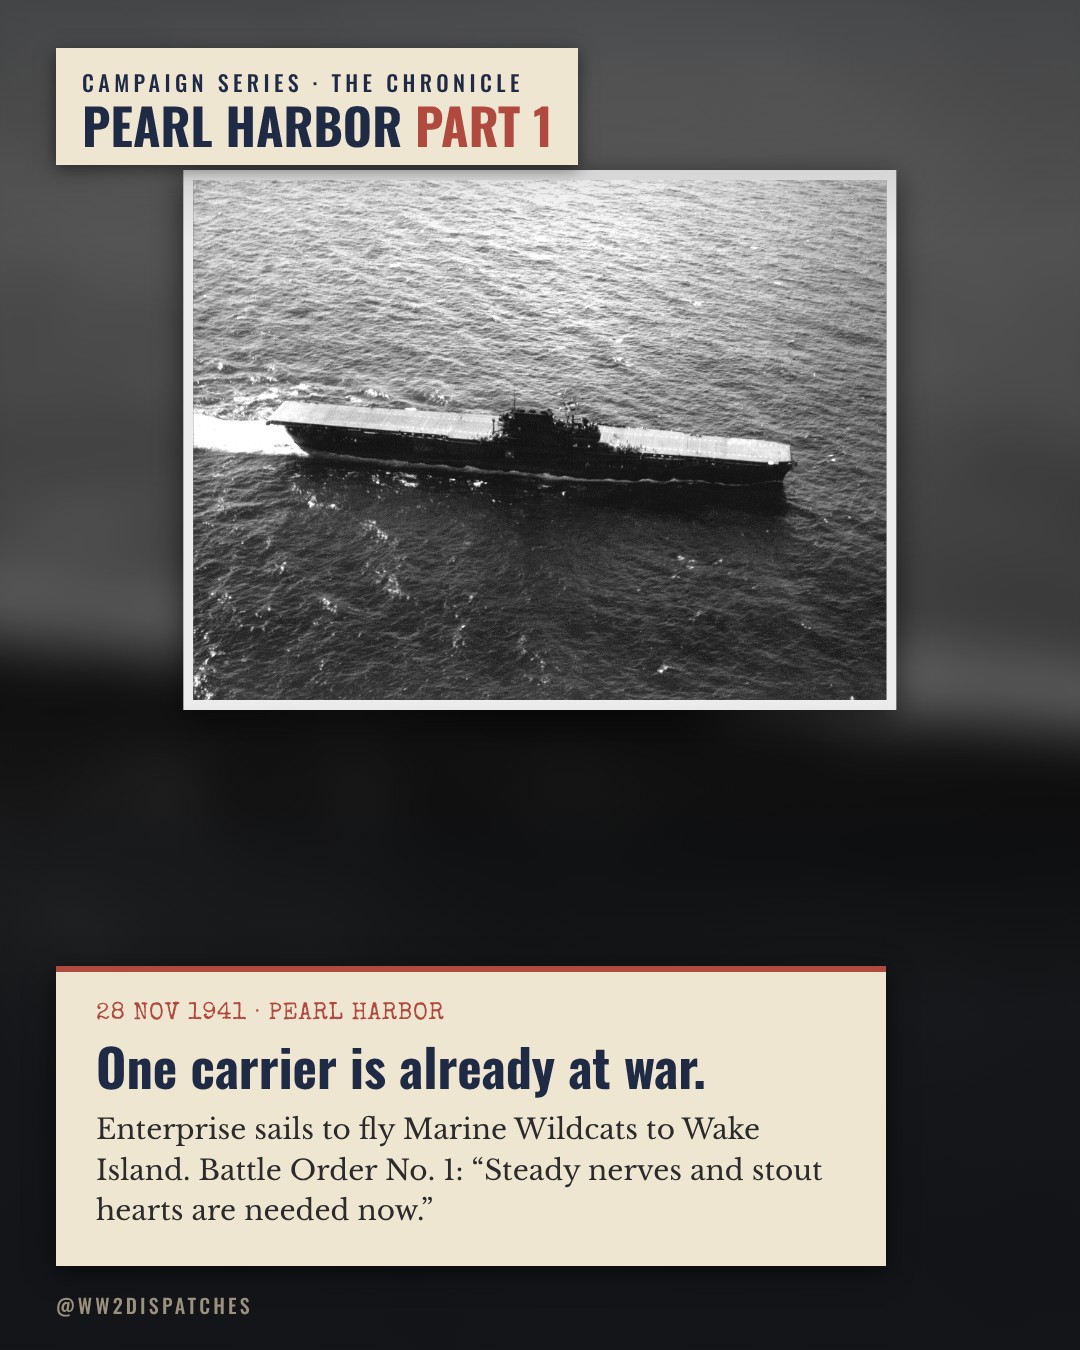 CAMPAIGN SERIES · THE CHRONICLE
PEARL HARBOR PART 1
28 NOV 1941 · PEARL HARBOR
One carrier is already at war.
Enterprise sails to fly Marine Wildcats to Wake
Island. Battle Order No. 1: “Steady nerves and stout
hearts are needed now.”
@WW2DISPATCHES